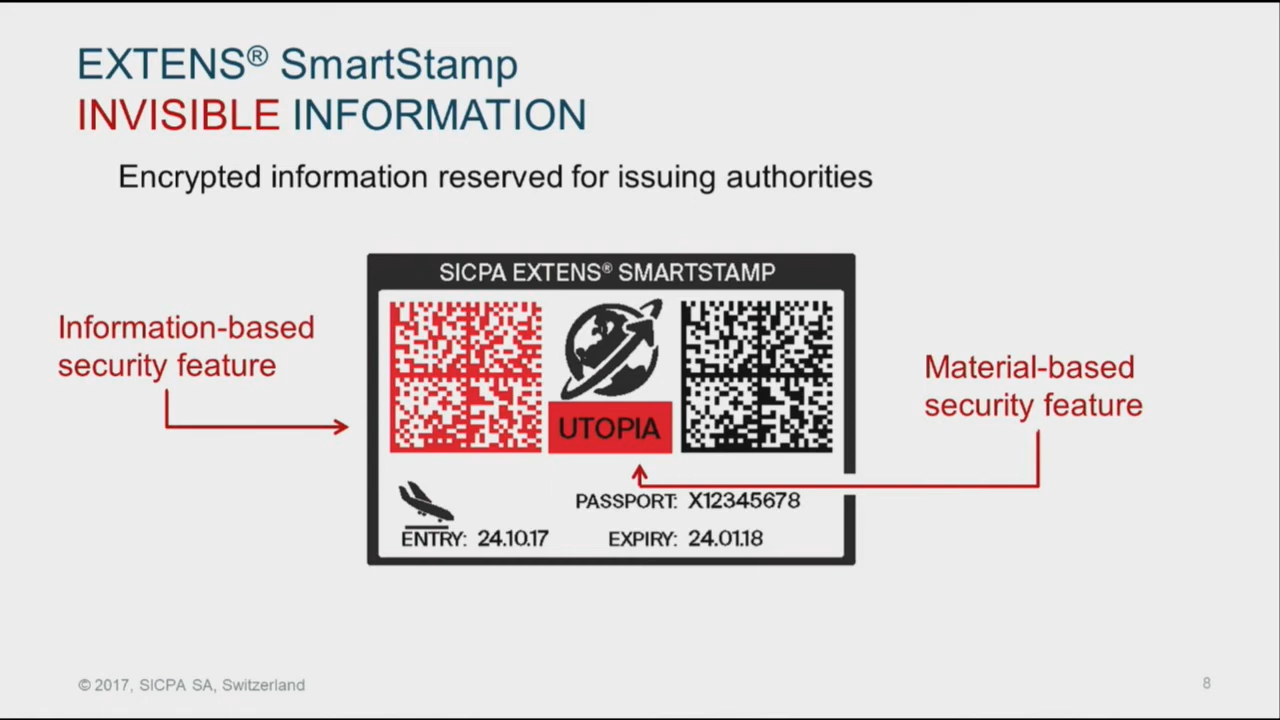 EXTENS® SmartStamp
INVISIBLE INFORMATION
Encrypted information reserved for issuing authorities
SICPA EXTENS® SMARTSTAMP
Information-based
security feature
Material-based
security feature
UTOPIA
PASSPORT: X12345678
ENTRY: 24.10.17 EXPIRY: 24.01.18
© 2017, SICPA SA, Switzerland
8